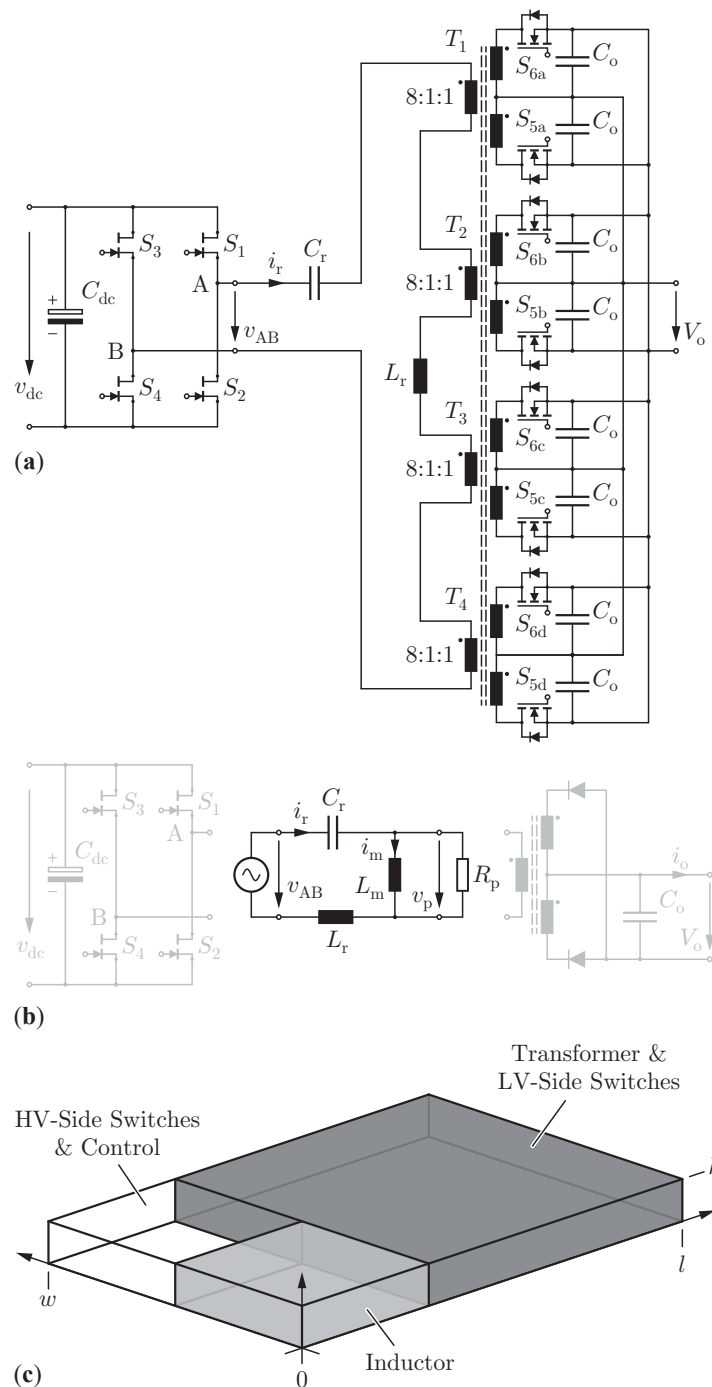 T1
8:1:1
S6a
Co
S5a
Co
T2
8:1:1
S6b
Co
S5b
Co
S3
S1
Cr
ir
A
+
Cdc
−
vdc
B
vAB
S4
S2
Lr
Vo
T3
8:1:1
S6c
Co
S5c
Co
T4
8:1:1
S6d
Co
S5d
Co
(a)
S3
S1
A
+
Cdc
−
vdc
B
S4
S2
ir
Cr
vAB
im
Lm
vp
Rp
Lr
io
Co
Vo
(b)
Transformer &
LV-Side Switches
HV-Side Switches
& Control
w
l
Inductor
0
(c)